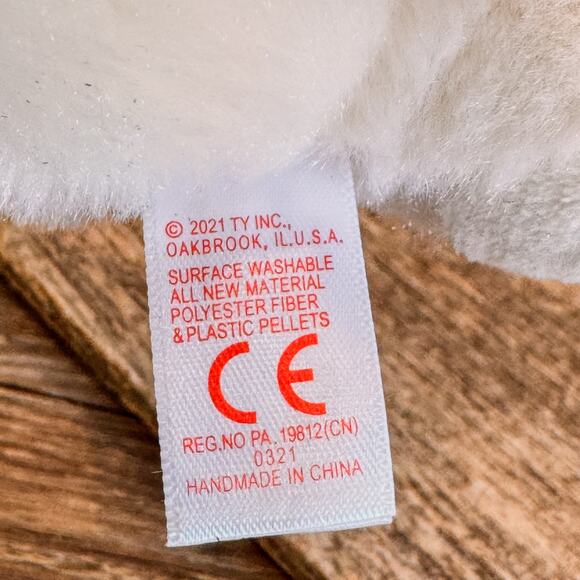 © 2021 TY INC.,
OAKBROOK, IL.U.S.A.
SURFACE WASHABLE
ALL NEW MATERIAL
POLYESTER FIBER
& PLASTIC PELLETS
CE
REG.NO PA. 19812(CN)
0321
HANDMADE IN CHINA